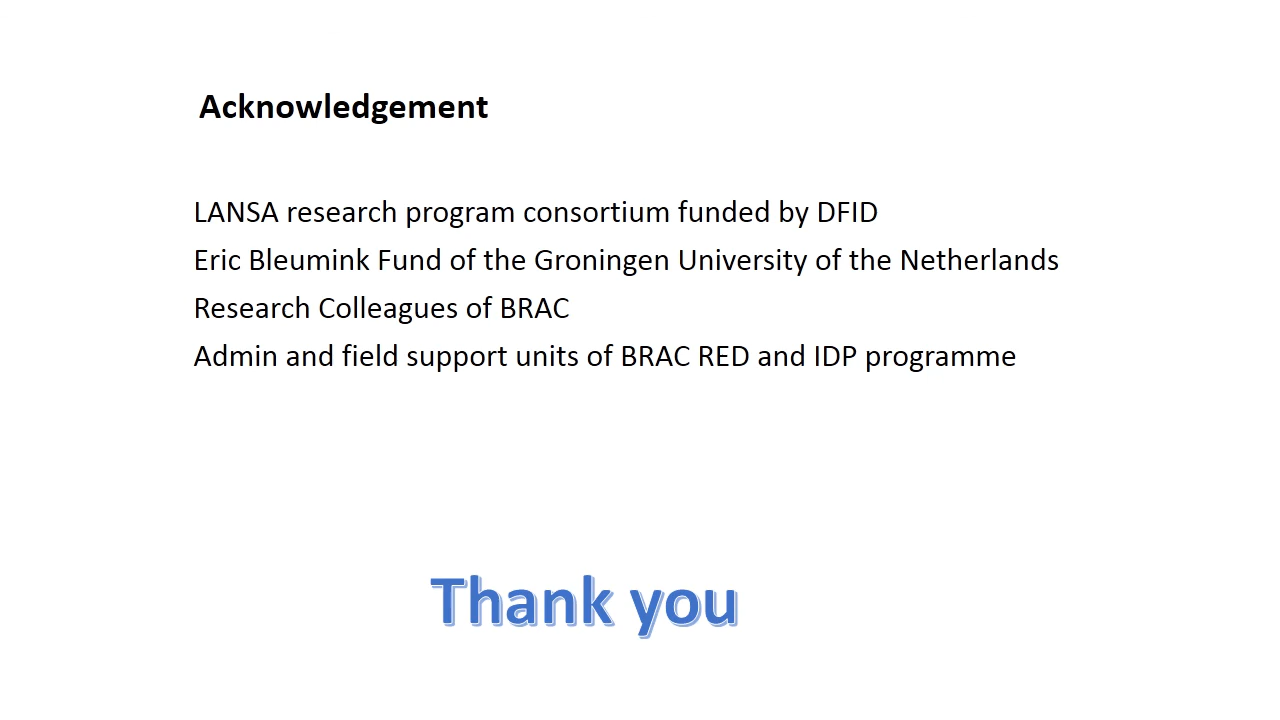 Acknowledgement
LANSA research program consortium funded by DFID
Eric Bleumink Fund of the Groningen University of the Netherlands
Research Colleagues of BRAC
Admin and field support units of BRAC RED and IDP programme
Thank you